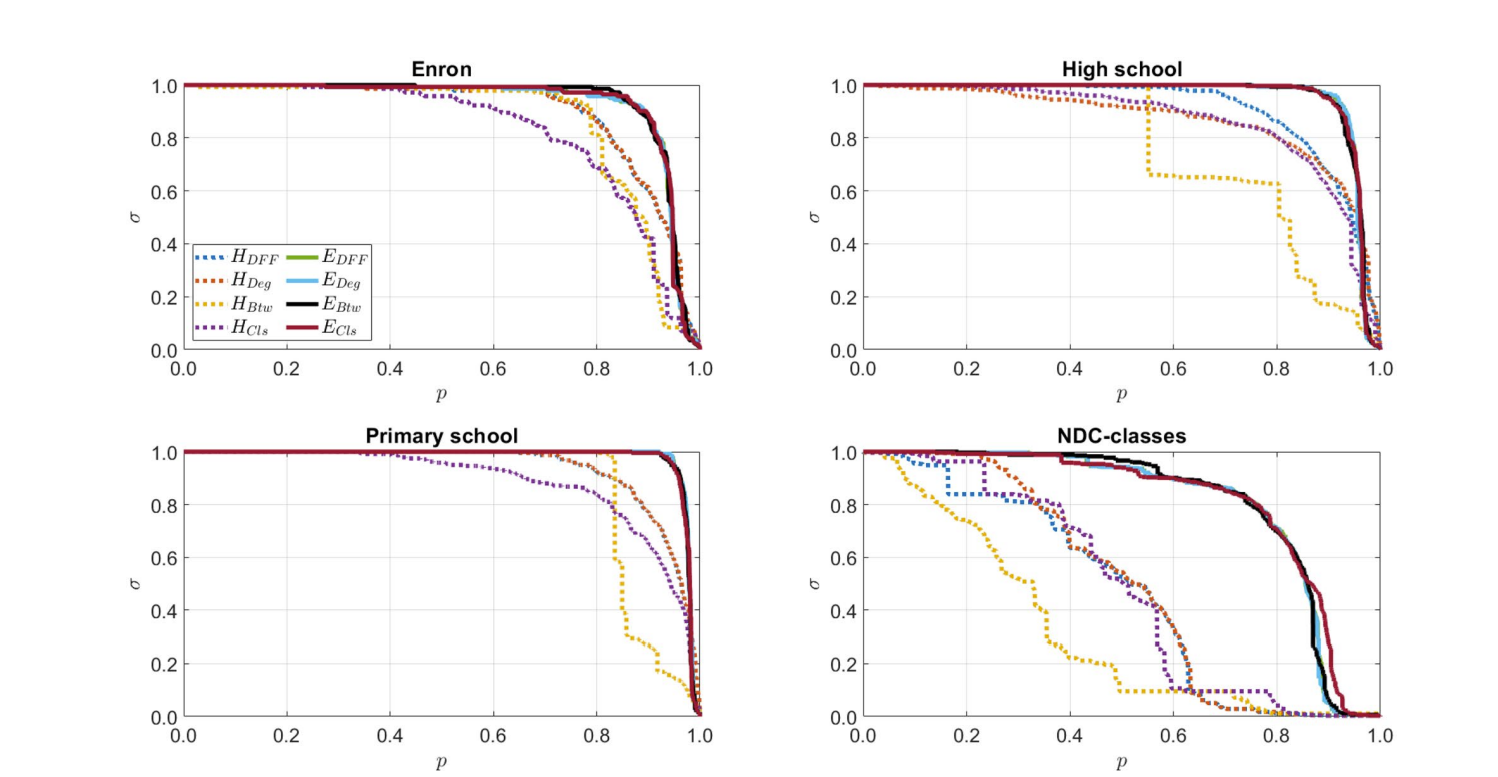 Enron
1.0
0.8
0.6
0.4
0.2
0.0
σ
H_DFF E_DFF
H_Deg E_Deg
H_Btw E_Btw
H_Cls E_Cls
0.0 0.2 0.4 0.6 0.8 1.0
p
High school
1.0
0.8
0.6
0.4
0.2
0.0
σ
0.0 0.2 0.4 0.6 0.8 1.0
p
Primary school
1.0
0.8
0.6
0.4
0.2
0.0
σ
0.0 0.2 0.4 0.6 0.8 1.0
p
NDC-classes
1.0
0.8
0.6
0.4
0.2
0.0
σ
0.0 0.2 0.4 0.6 0.8 1.0
p